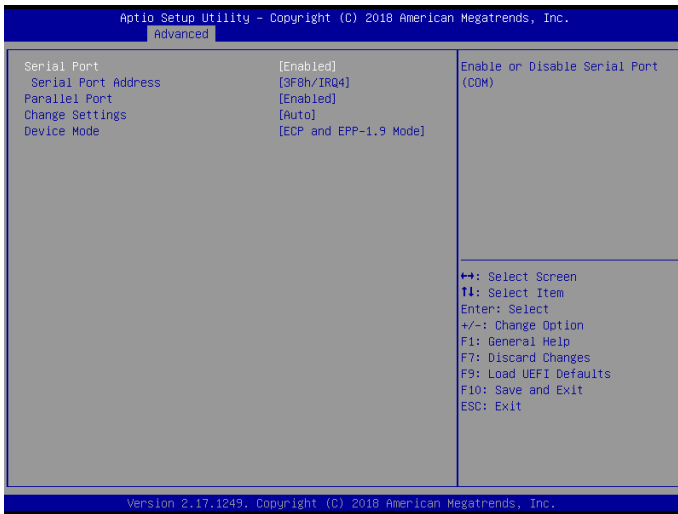 Aptio Setup Utility – Copyright (C) 2018 American Megatrends, Inc.
Advanced
Serial Port [Enabled]
Serial Port Address [3F8h/IRQ4]
Parallel Port [Enabled]
Change Settings [Auto]
Device Mode [ECP and EPP-1.9 Mode]
Enable or Disable Serial Port
(COM)
↔: Select Screen
↑↓: Select Item
Enter: Select
+/-: Change Option
F1: General Help
F7: Discard Changes
F9: Load UEFI Defaults
F10: Save and Exit
ESC: Exit
Version 2.17.1249. Copyright (C) 2018 American Megatrends, Inc.